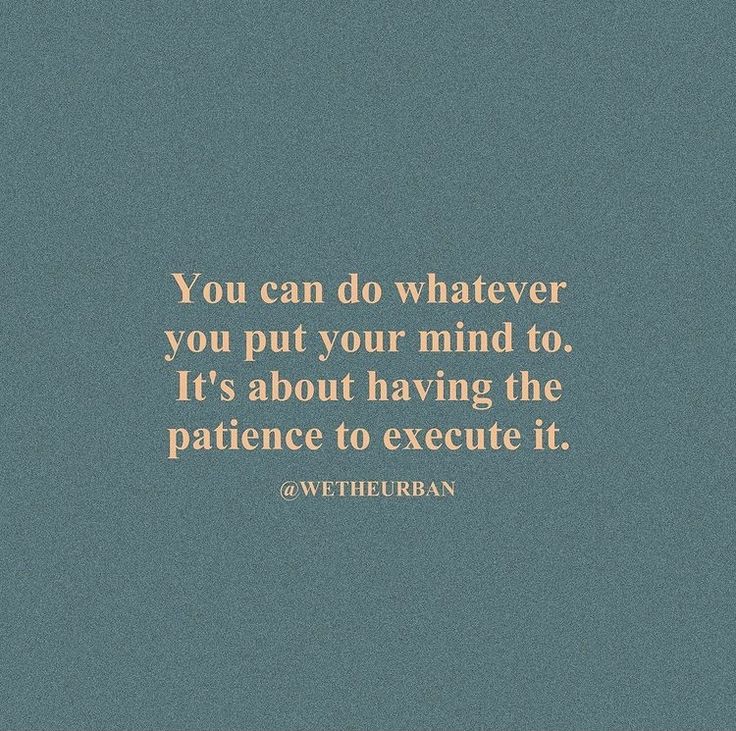 You can do whatever
you put your mind to.
It's about having the
patience to execute it.
@WETHEURBAN